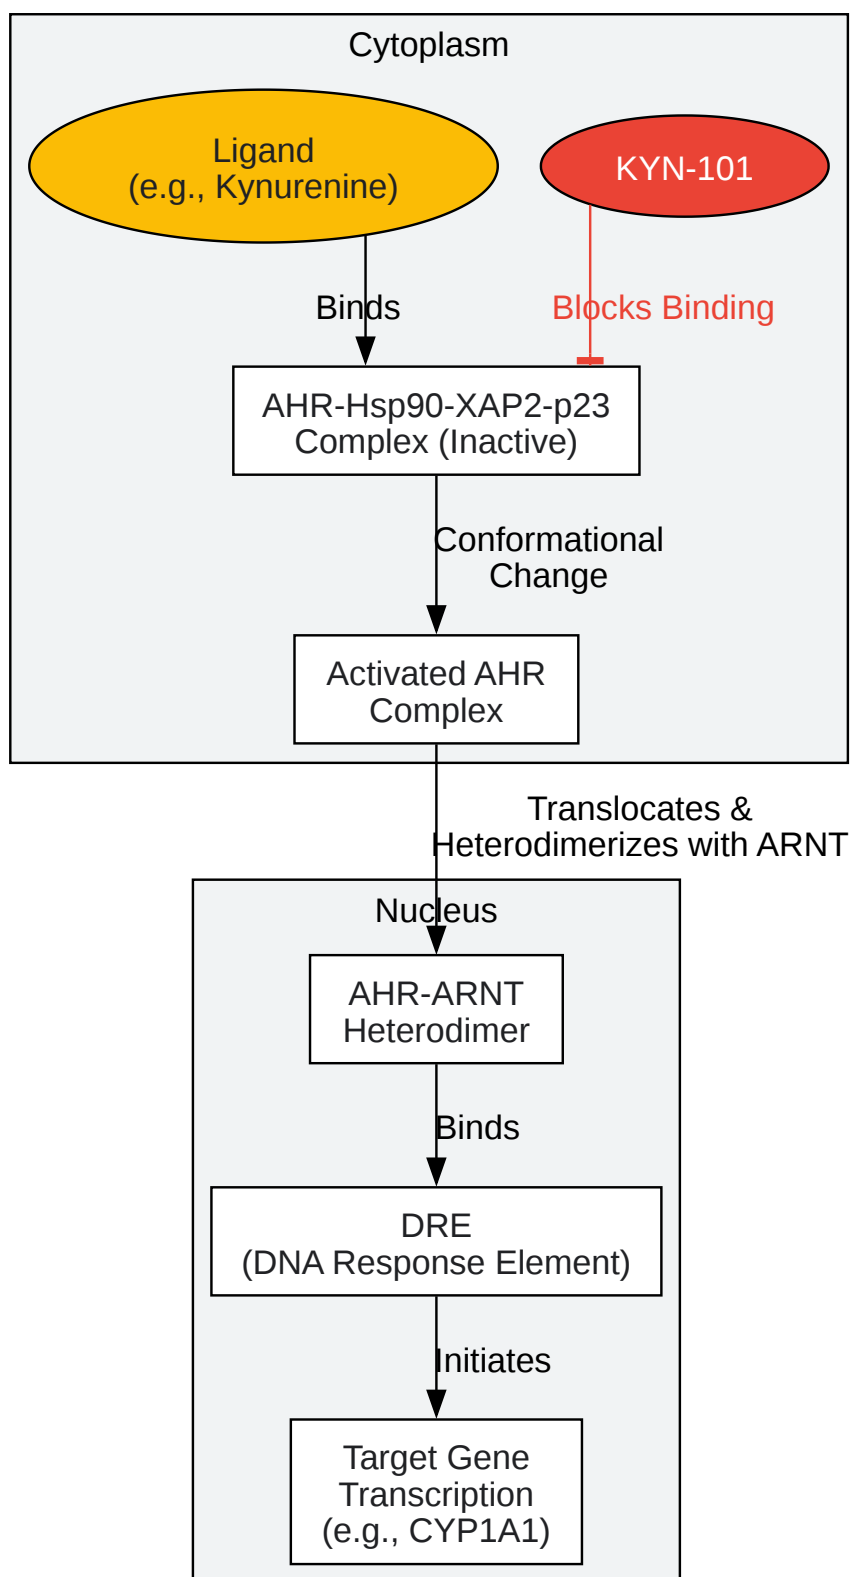 Cytoplasm
Ligand
(e.g., Kynurenine)
KYN-101
Binds
Blocks Binding
AHR-Hsp90-XAP2-p23
Complex (Inactive)
Conformational
Change
Activated AHR
Complex
Translocates &
Heterodimerizes with ARNT
Nucleus
AHR-ARNT
Heterodimer
Binds
DRE
(DNA Response Element)
Initiates
Target Gene
Transcription
(e.g., CYP1A1)